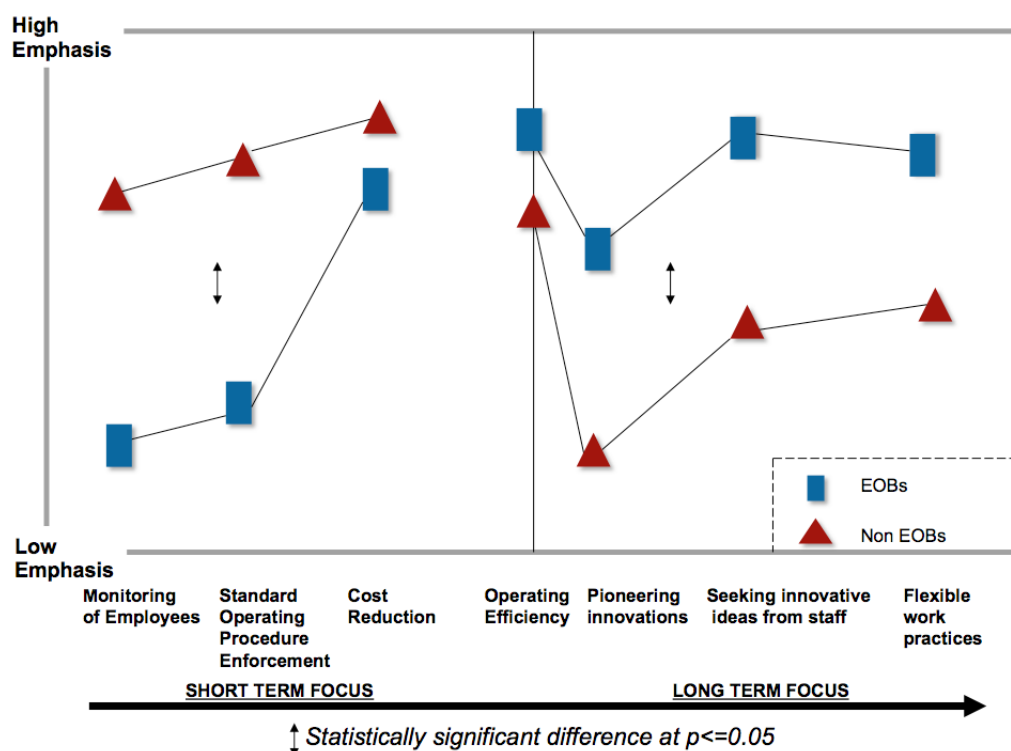 High
Emphasis
EOBs
Non EOBs
Low
Emphasis
Monitoring
of Employees
Standard
Operating
Procedure
Enforcement
Cost
Reduction
Operating
Efficiency
Pioneering
innovations
Seeking innovative
ideas from staff
Flexible
work
practices
SHORT TERM FOCUS
LONG TERM FOCUS
Statistically significant difference at p<=0.05